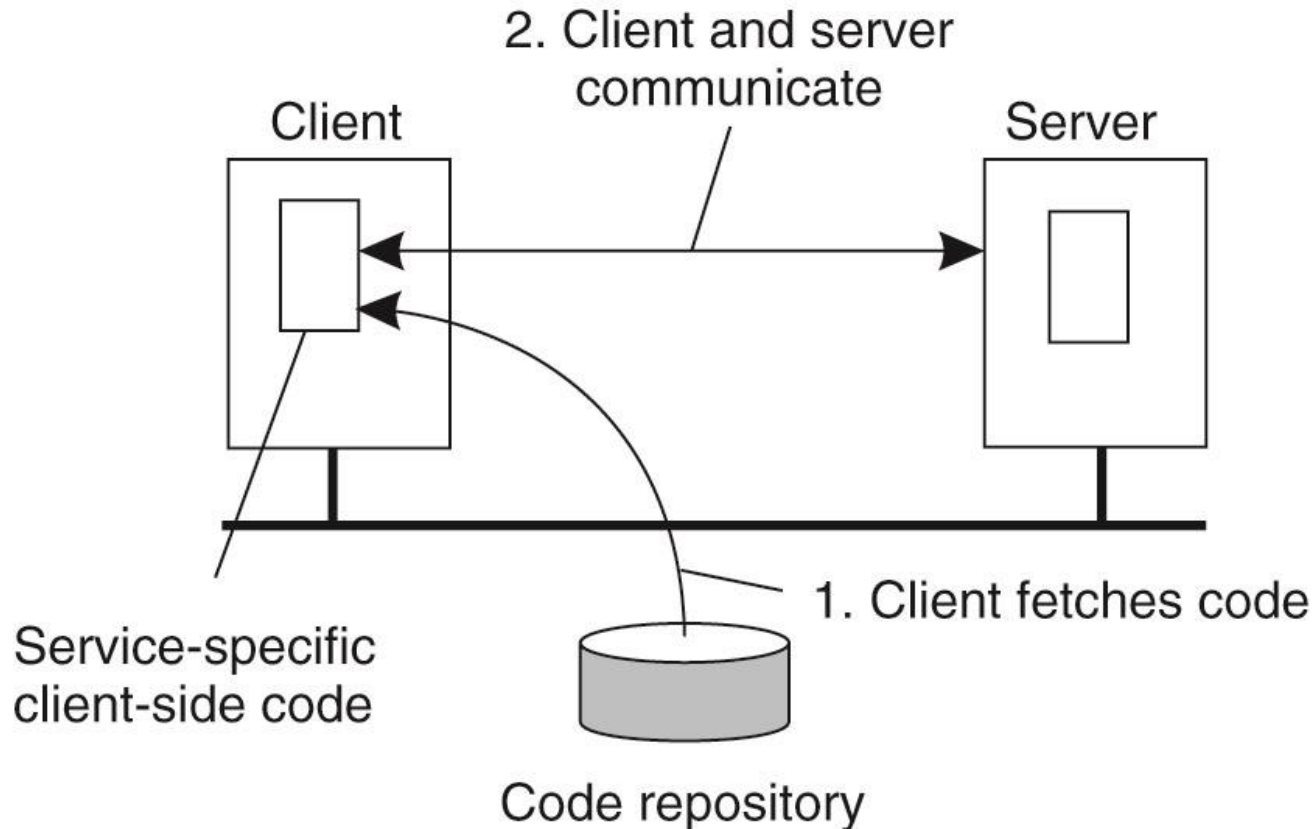 2. Client and server
communicate
Client
Server
1. Client fetches code
Service-specific
client-side code
Code repository